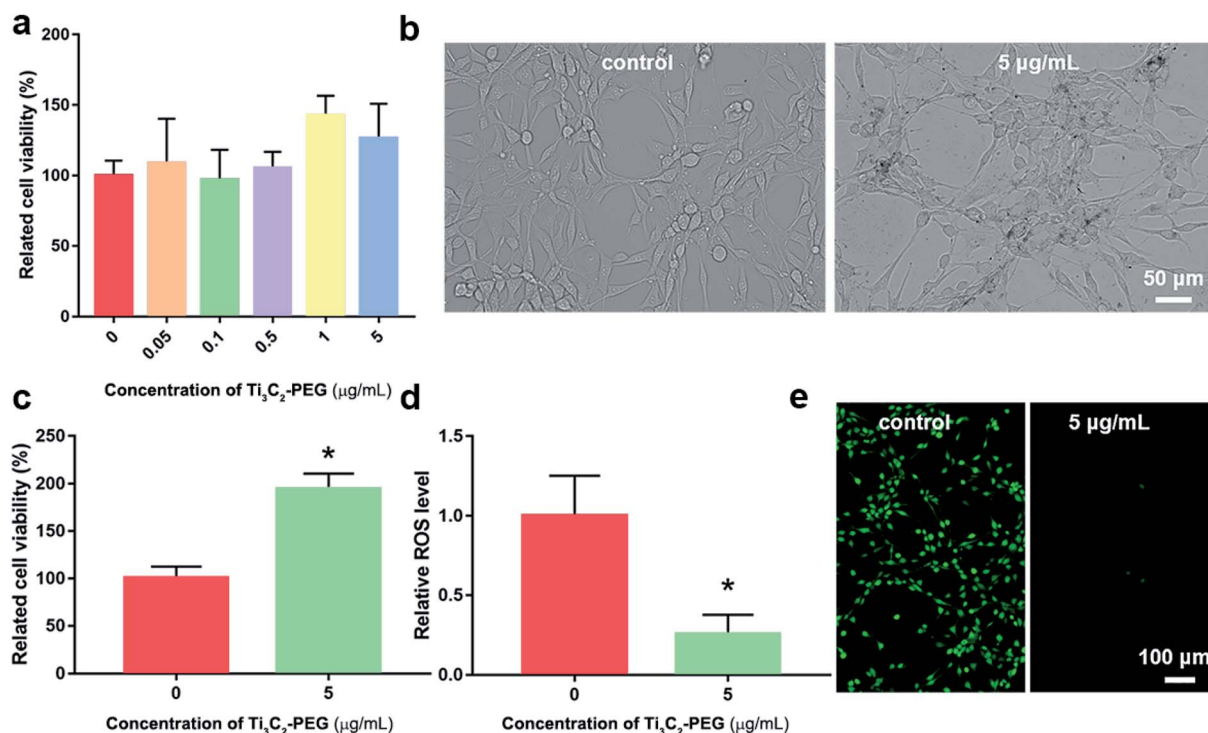 a
200
150
100
50
0
Related cell viability (%)
0 0.05 0.1 0.5 1 5
Concentration of Ti₃C₂-PEG (μg/mL)
b
control
5 μg/mL
50 μm
c
250
200
150
100
50
0
Related cell viability (%)
*
0 5
Concentration of Ti₃C₂-PEG (μg/mL)
d
1.5
1.0
0.5
0.0
Relative ROS level
*
0 5
Concentration of Ti₃C₂-PEG (μg/mL)
e
control
5 μg/mL
100 μm